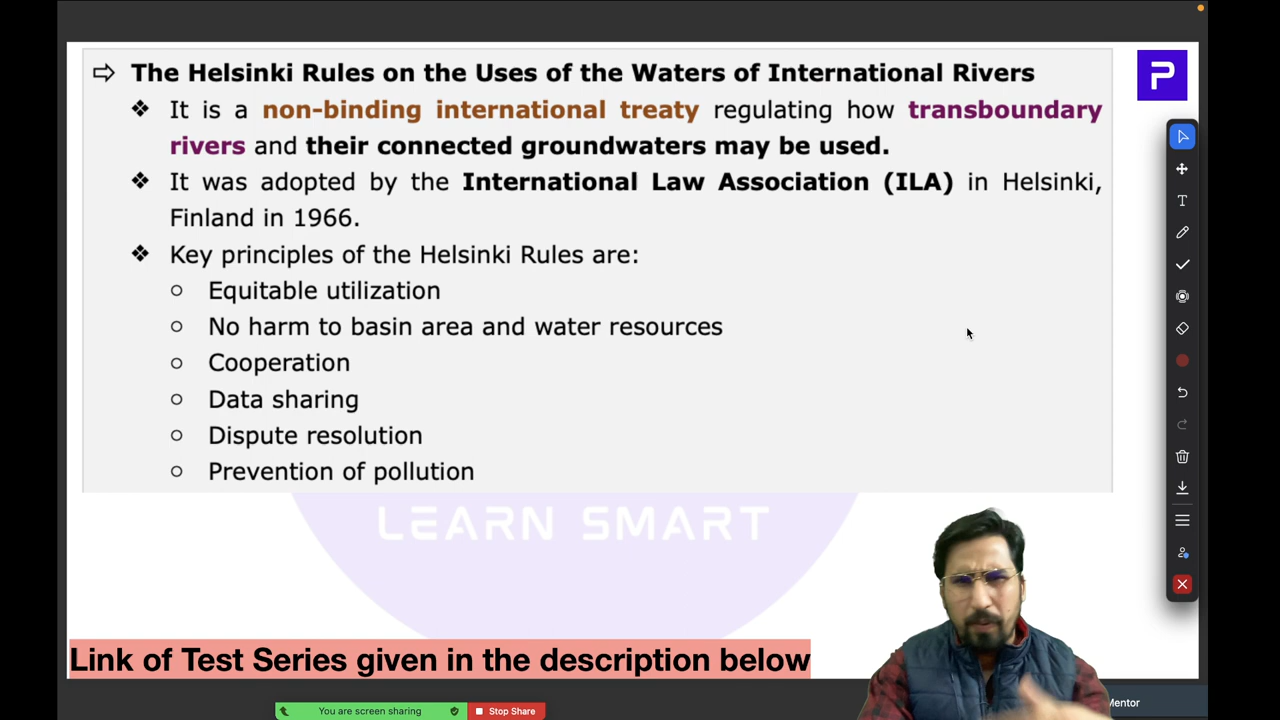 ⇨ The Helsinki Rules on the Uses of the Waters of International Rivers
❖ It is a non-binding international treaty regulating how transboundary
rivers and their connected groundwaters may be used.
❖ It was adopted by the International Law Association (ILA) in Helsinki,
Finland in 1966.
❖ Key principles of the Helsinki Rules are:
○ Equitable utilization
○ No harm to basin area and water resources
○ Cooperation
○ Data sharing
○ Dispute resolution
○ Prevention of pollution
LEARN SMART
Link of Test Series given in the description below
Mentor
You are screen sharing
Stop Share
P
T